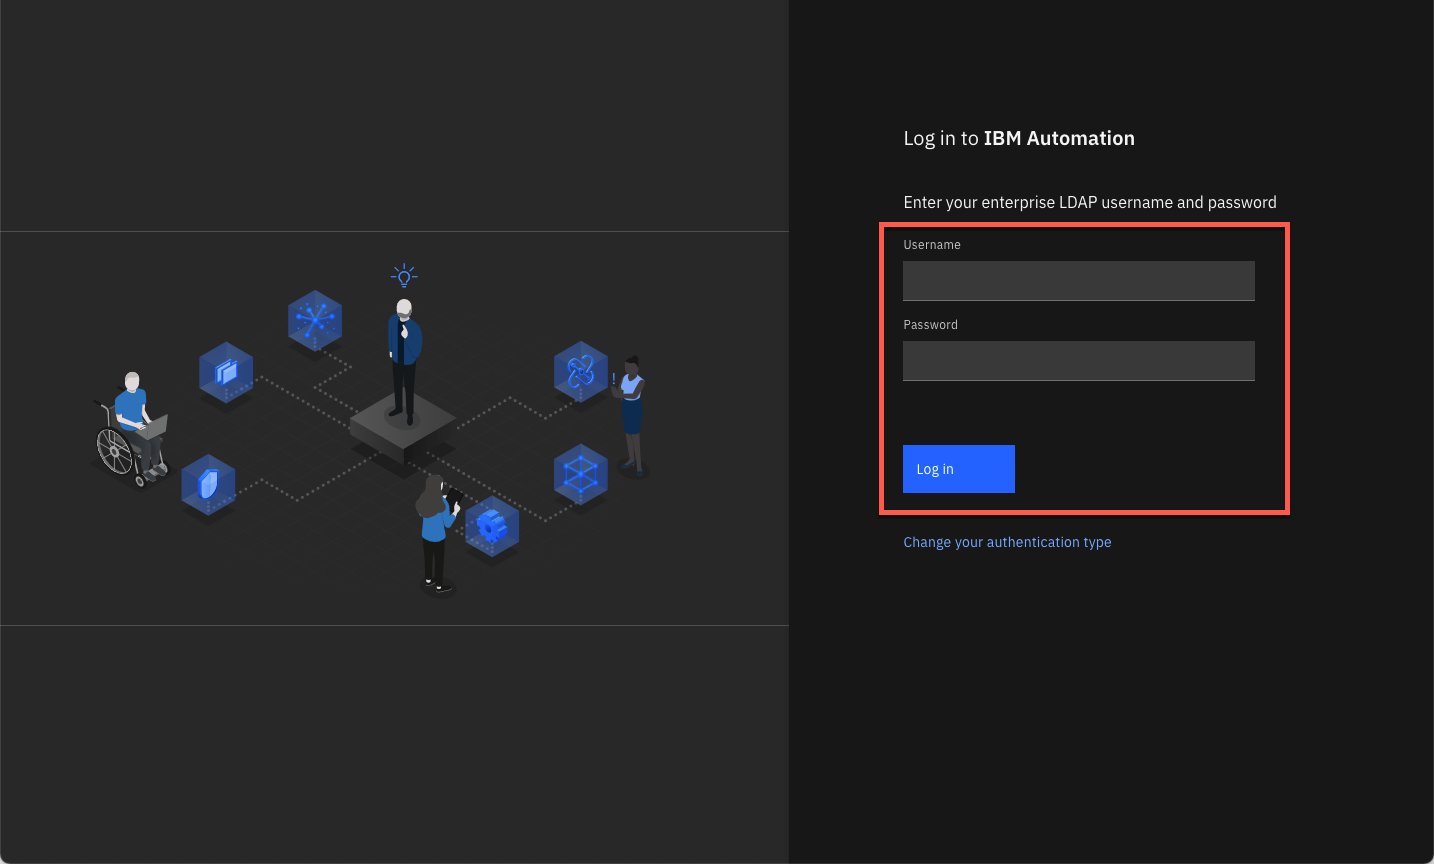 Log in to IBM Automation
Enter your enterprise LDAP username and password
Username
Password
Log in
Change your authentication type